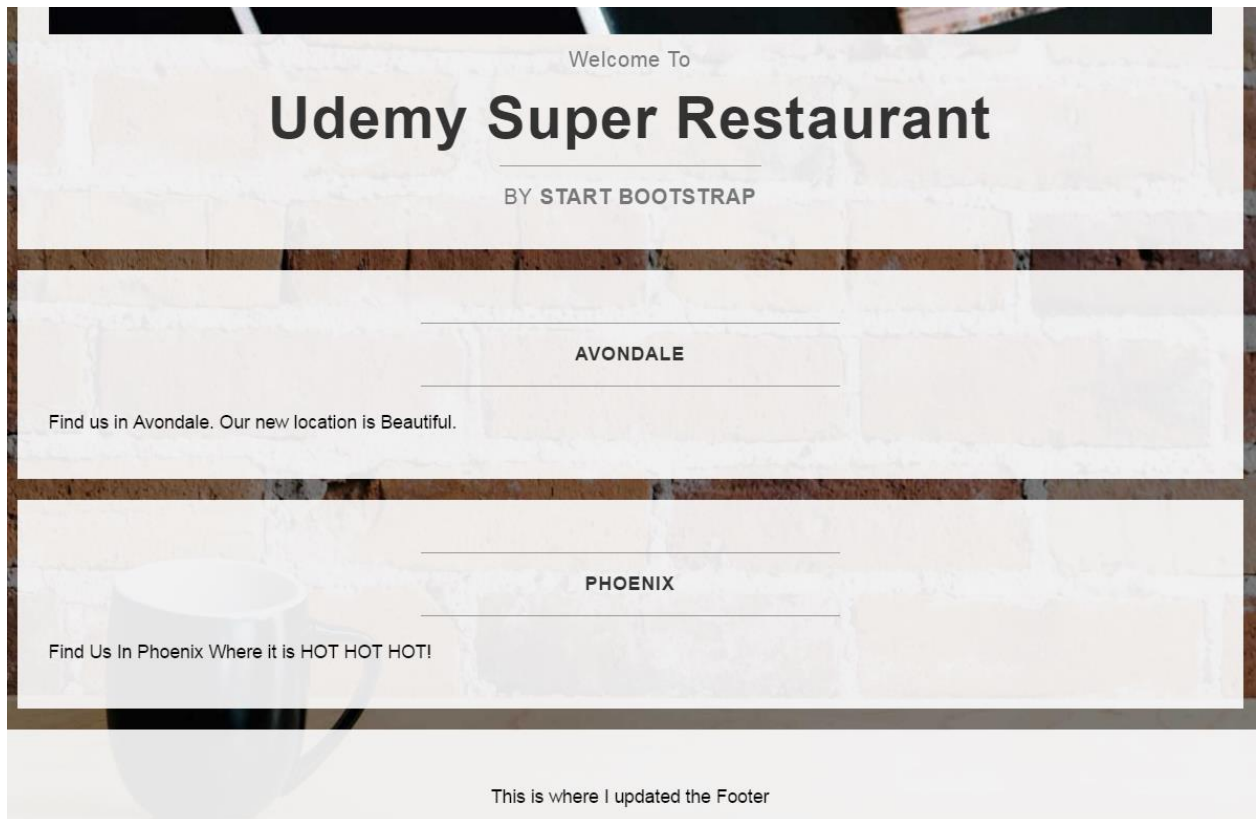 Welcome To
Udemy Super Restaurant
BY START BOOTSTRAP
AVONDALE
Find us in Avondale. Our new location is Beautiful.
PHOENIX
Find Us In Phoenix Where it is HOT HOT HOT!
This is where I updated the Footer